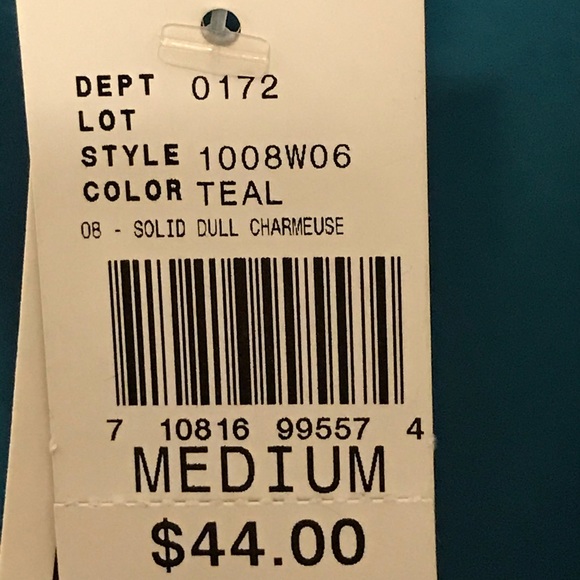 DEPT 0172
LOT
STYLE 1008W06
COLOR TEAL
08 - SOLID DULL CHARMEUSE
7 10816 99557 4
MEDIUM
$44.00